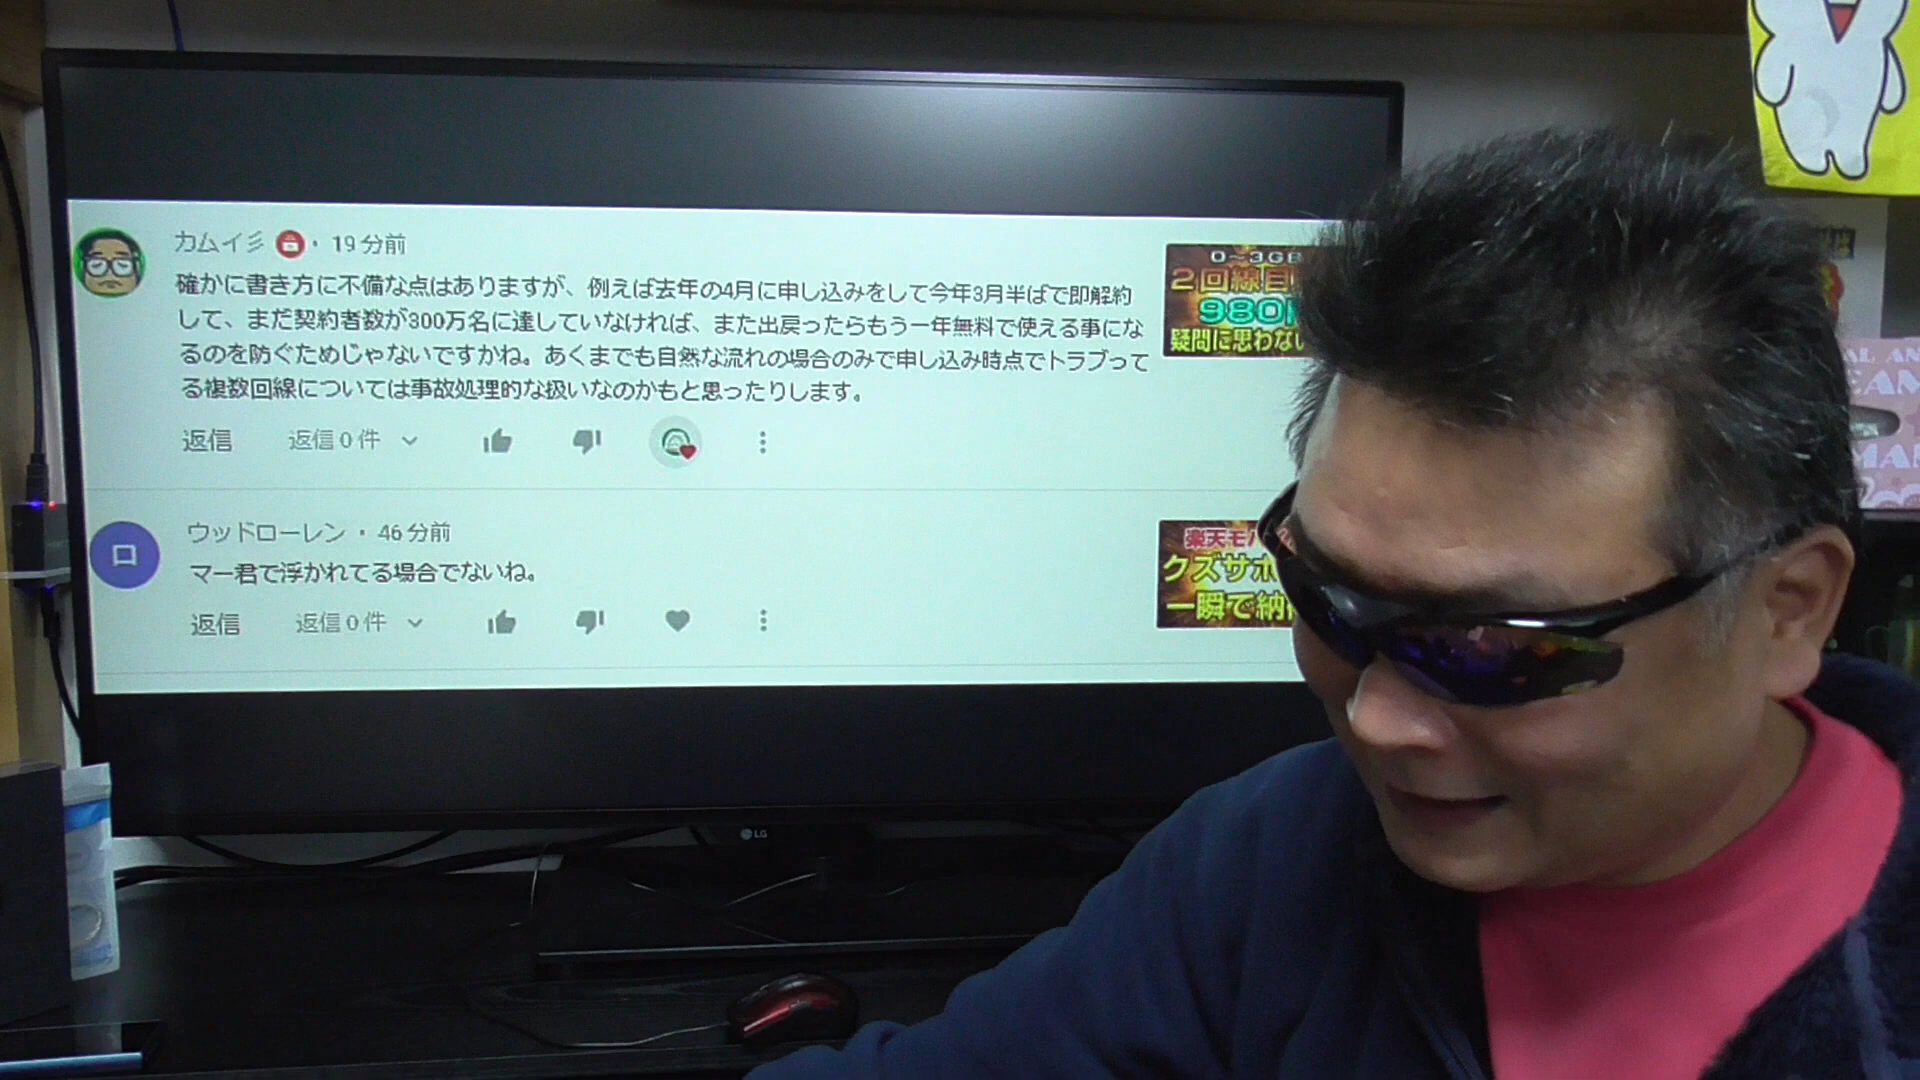 カムイ彡 ・ 19 分前
確かに書き方に不備な点はありますが、例えば去年の4月に申し込みをして今年3月半ばで即解約
して、まだ契約者数が300万名に達していなければ、また出戻ったらもう一年無料で使える事にな
るのを防ぐためじゃないですかね。あくまでも自然な流れの場合のみで申し込み時点でトラブって
る複数回線については事故処理的な扱いなのかもと思ったりします。
返信 返信 0 件
0～3GB
2回線目
980
疑問に思わない
ロ
ウッドローレン ・ 46 分前
マー君で浮かれてる場合でないね。
返信 返信 0 件
楽天モバ
クズサポ
一瞬で納
LG